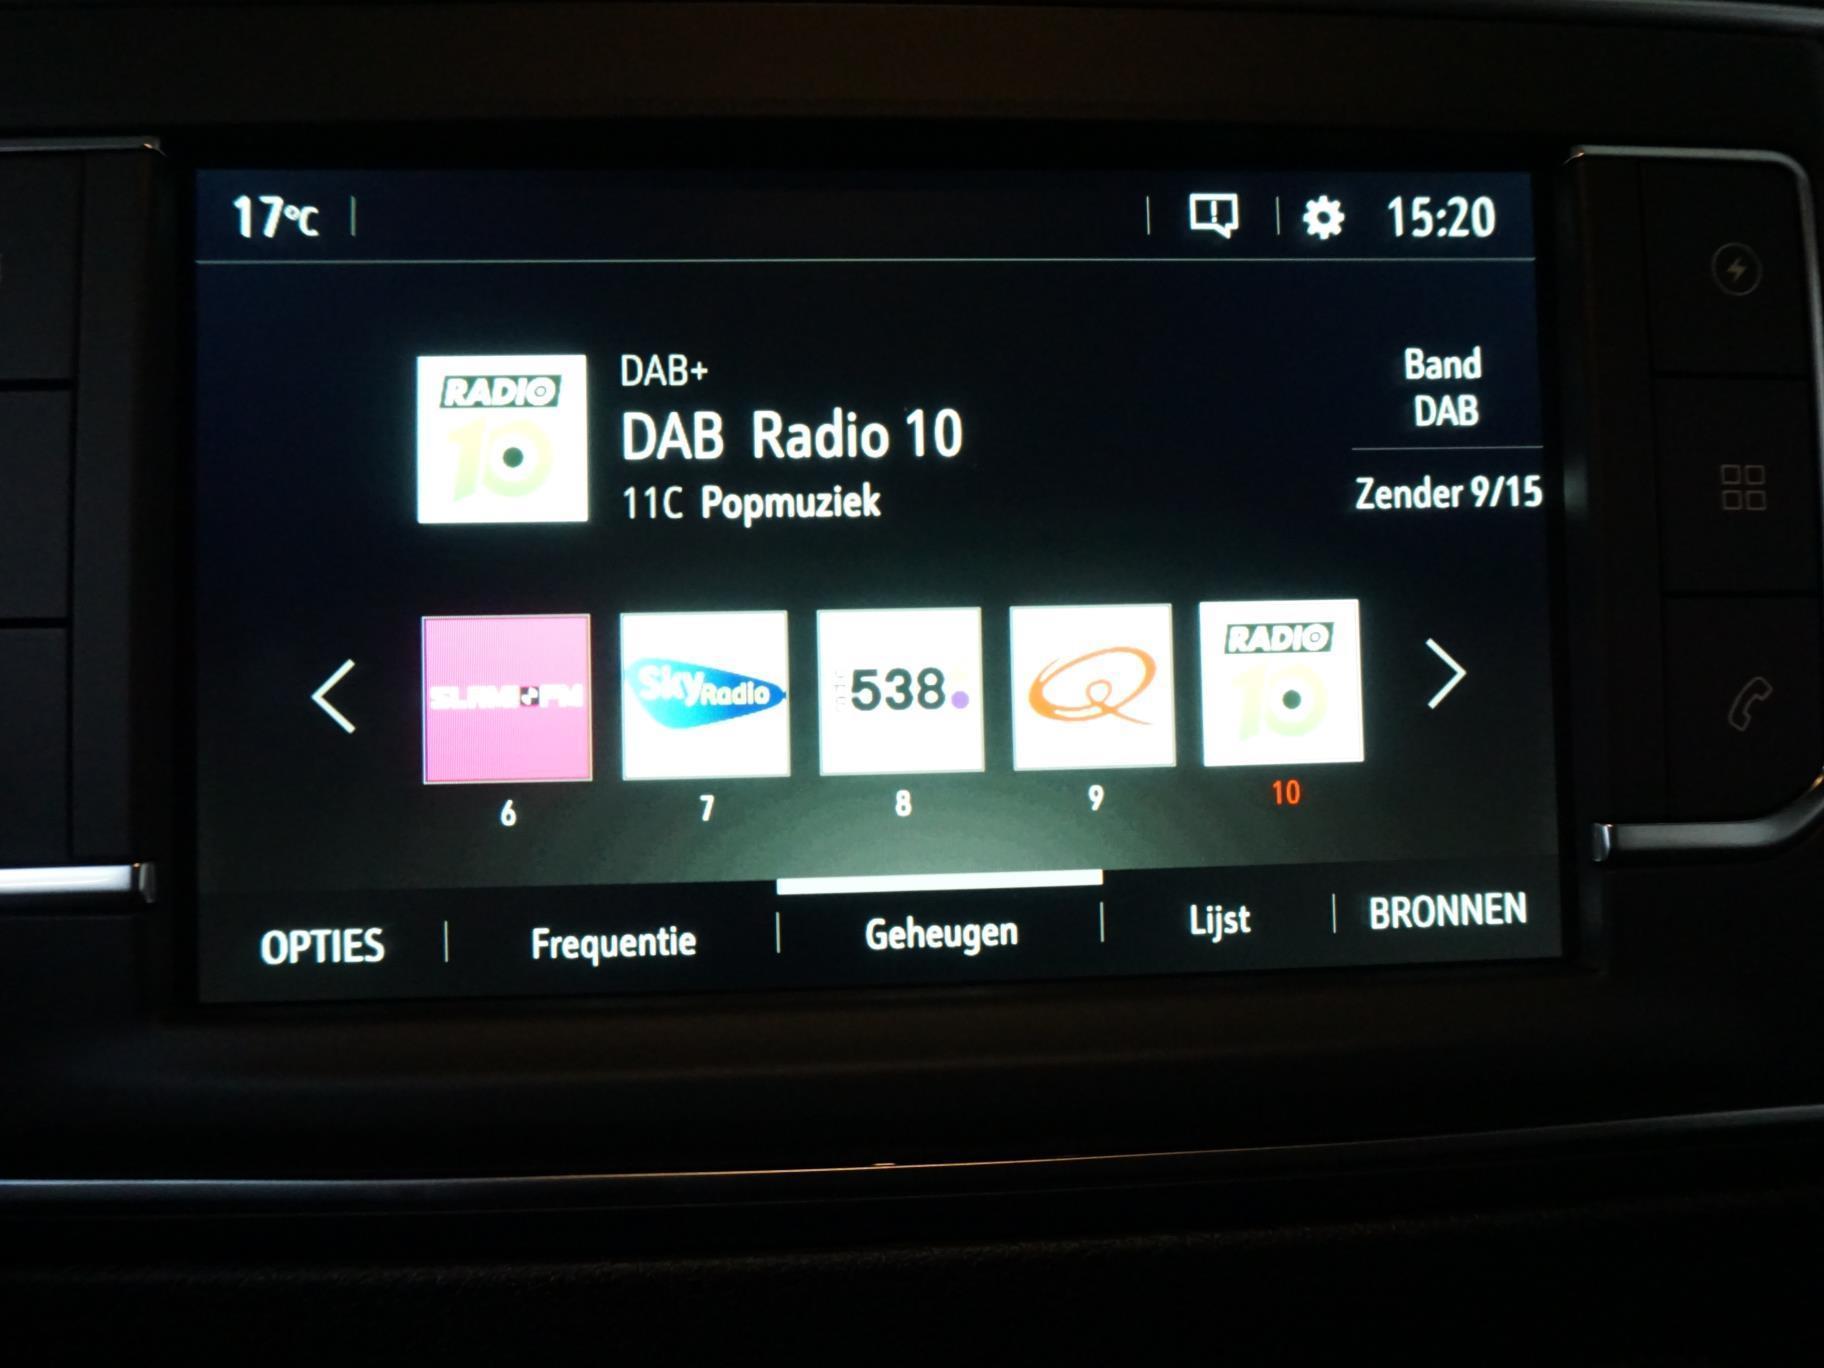 17°C
15:20
RADIO
10
DAB+
DAB Radio 10
11C Popmuziek
Band
DAB
Zender 9/15
SLAM! FM
Sky Radio
538
Q
RADIO
10
6
7
8
9
10
OPTIES
Frequentie
Geheugen
Lijst
BRONNEN